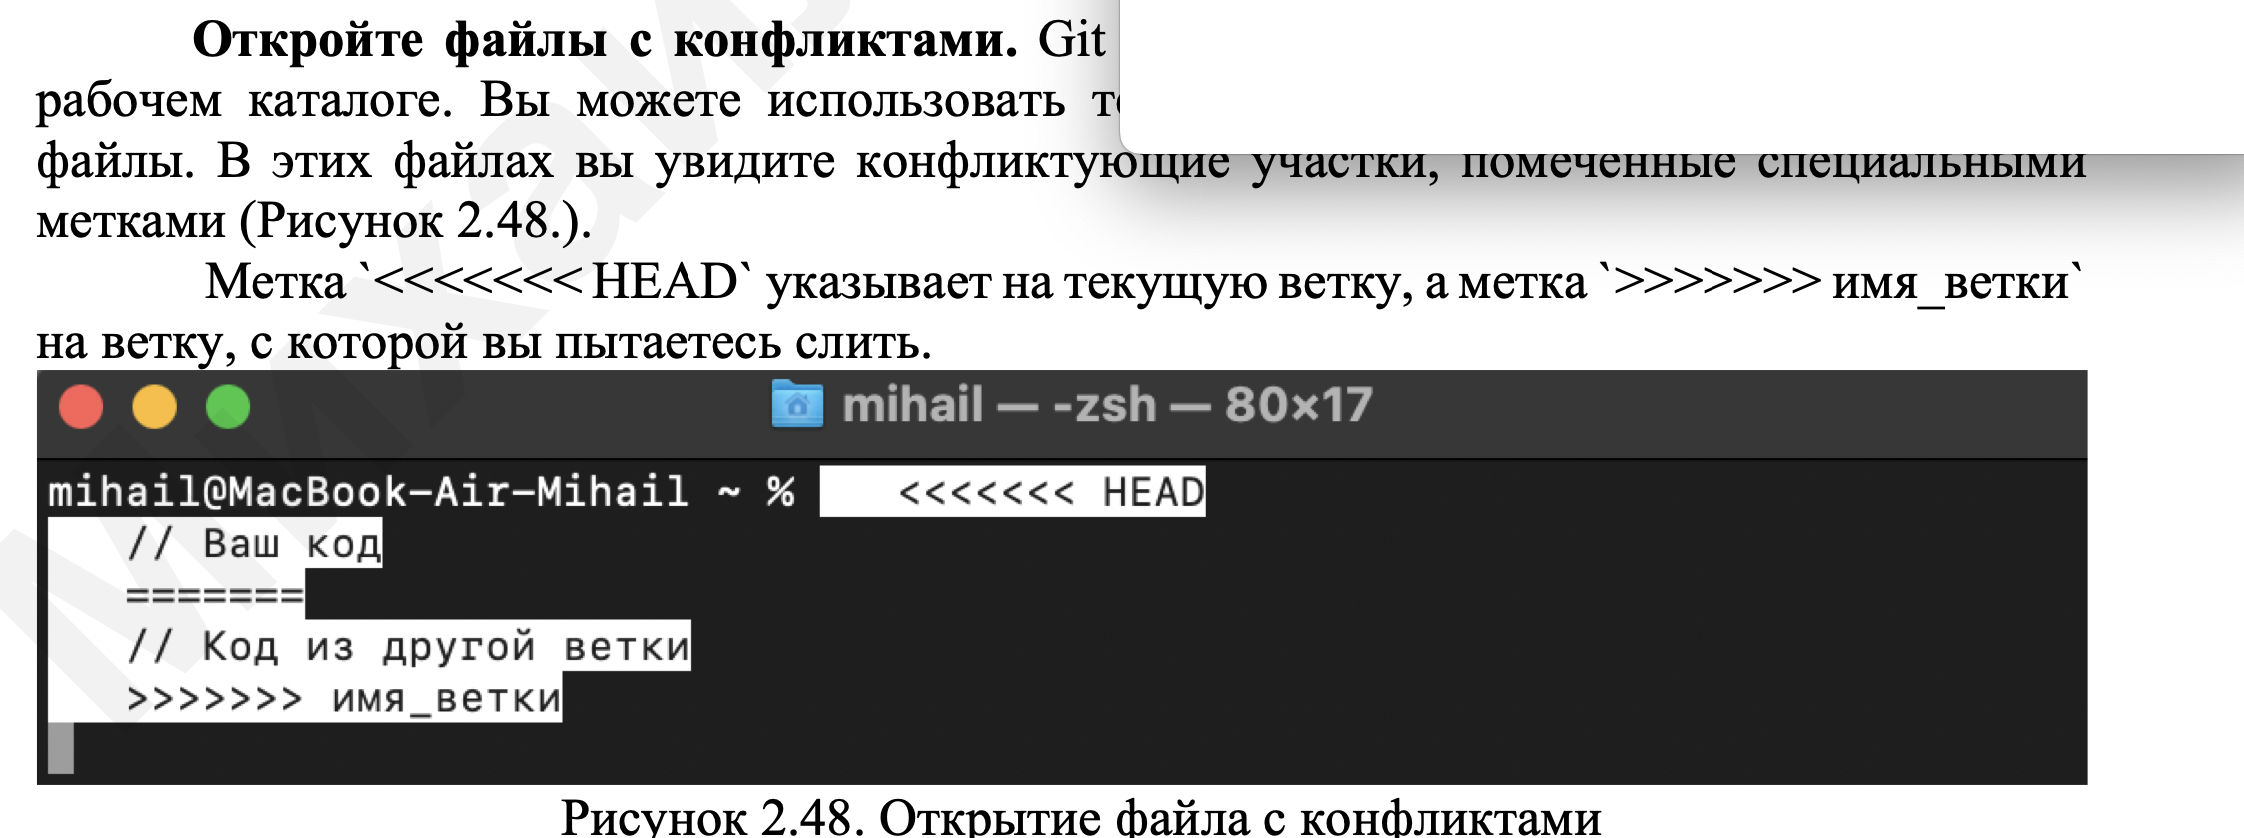 Откройте файлы с конфликтами. Git
рабочем каталоге. Вы можете использовать
файлы. В этих файлах вы увидите конфликтующие участки, помеченные специальными
метками (Рисунок 2.48.).
Метка `<<<<<<< HEAD` указывает на текущую ветку, а метка `>>>>>>> имя_ветки`
на ветку, с которой вы пытаетесь слить.
mihail — -zsh — 80×17
mihail@MacBook-Air-Mihail ~ % <<<<<<< HEAD
// Ваш код
=======
// Код из другой ветки
>>>>>>> имя_ветки
Рисунок 2.48. Открытие файла с конфликтами